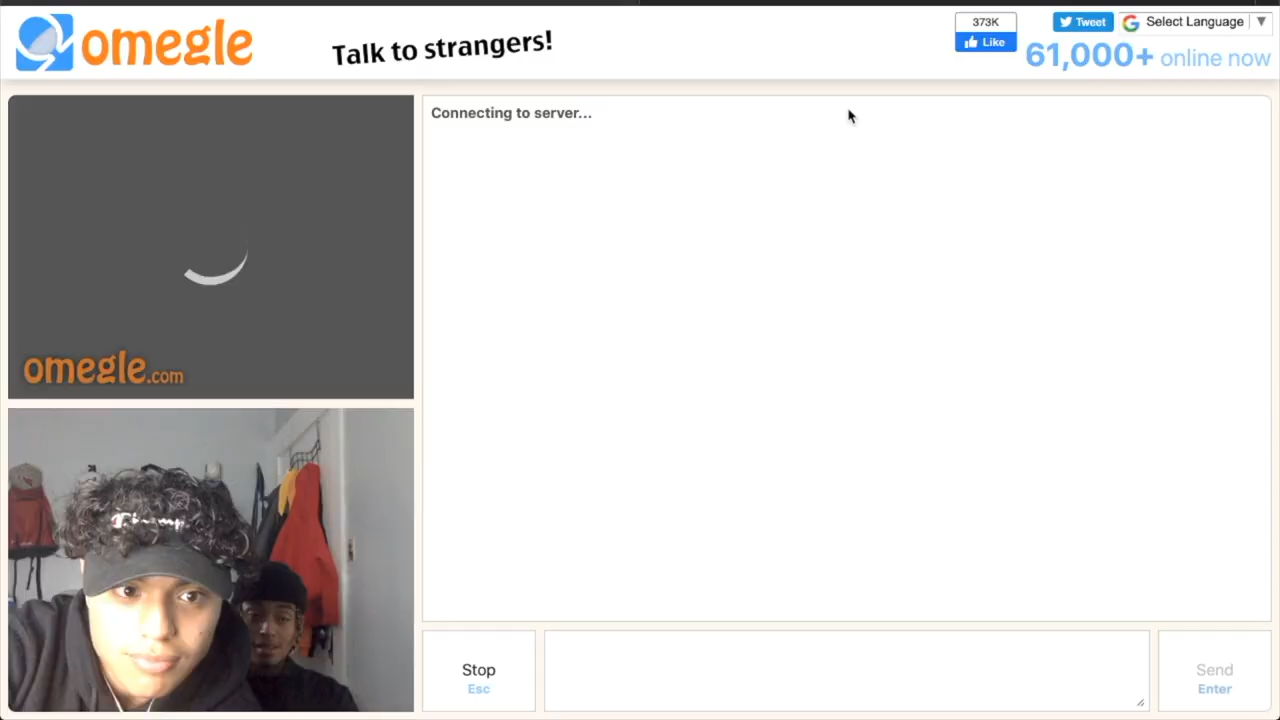 omegle
Talk to strangers!
373K
Like
Tweet
Select Language
61,000+ online now
Connecting to server...
omegle.com
Stop
Esc
Send
Enter